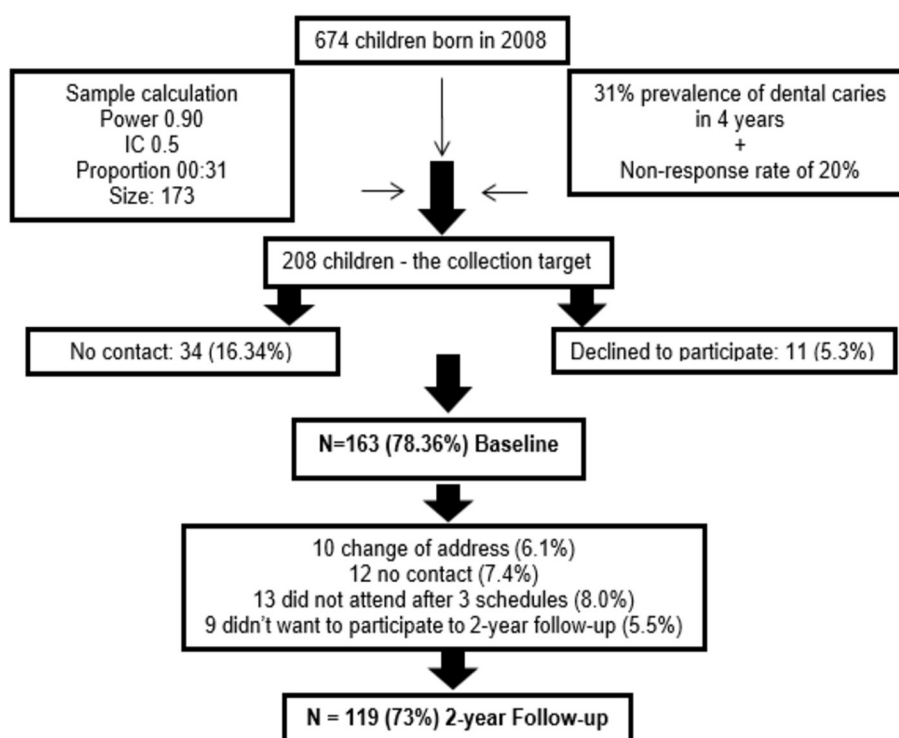 674 children born in 2008
Sample calculation
Power 0.90
IC 0.5
Proportion 00:31
Size: 173
31% prevalence of dental caries
in 4 years
+
Non-response rate of 20%
208 children - the collection target
No contact: 34 (16.34%)
Declined to participate: 11 (5.3%)
N=163 (78.36%) Baseline
10 change of address (6.1%)
12 no contact (7.4%)
13 did not attend after 3 schedules (8.0%)
9 didn't want to participate to 2-year follow-up (5.5%)
N = 119 (73%) 2-year Follow-up